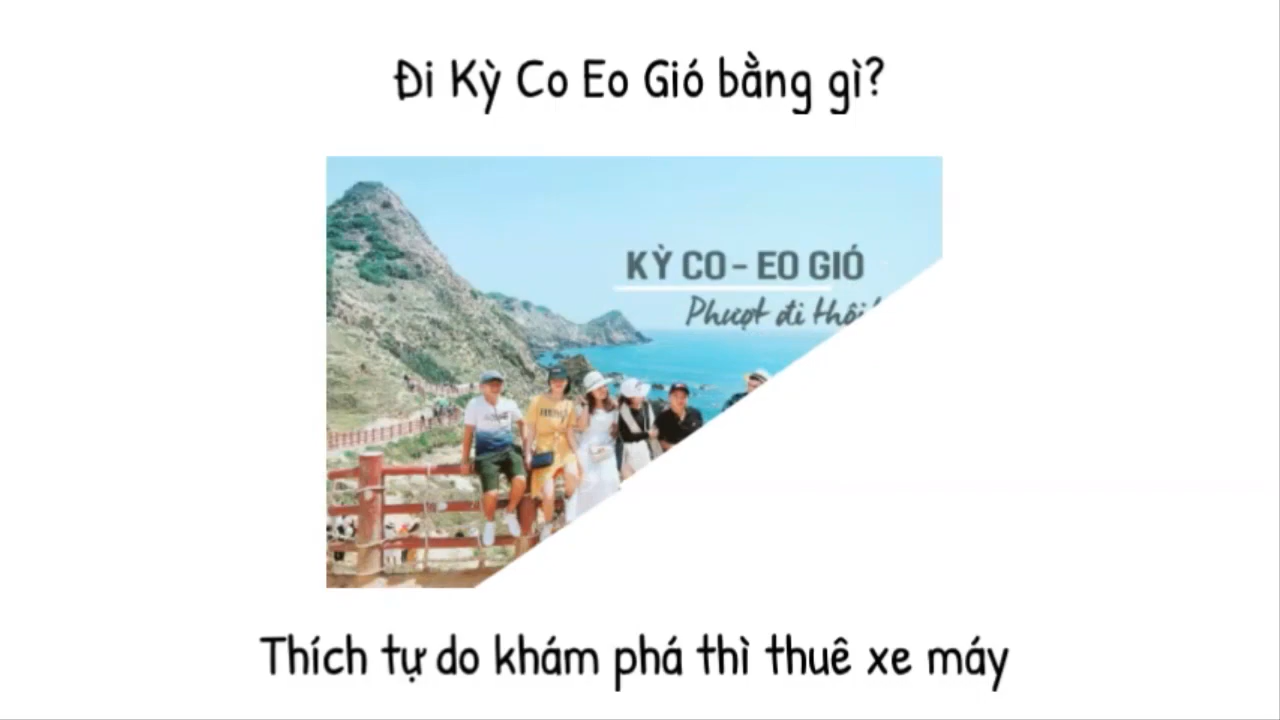 Đi Kỳ Co Eo Gió bằng gì?
KỲ CO - EO GIÓ
Phượt đi thôi
Thích tự do khám phá thì thuê xe máy